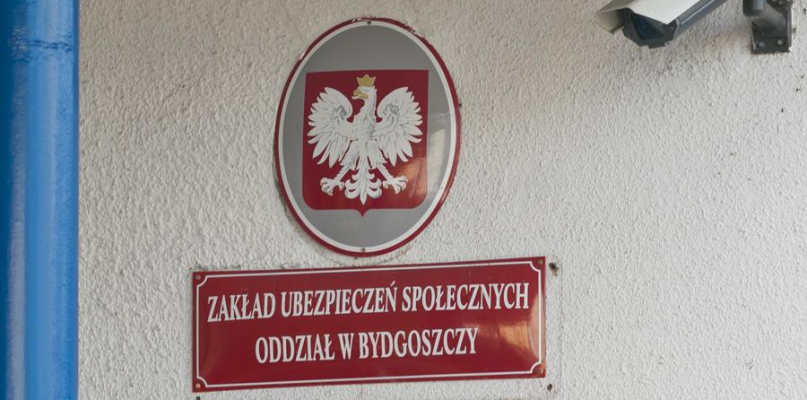 ZAKŁAD UBEZPIECZEŃ SPOŁECZNYCH
ODDZIAŁ W BYDGOSZCZY